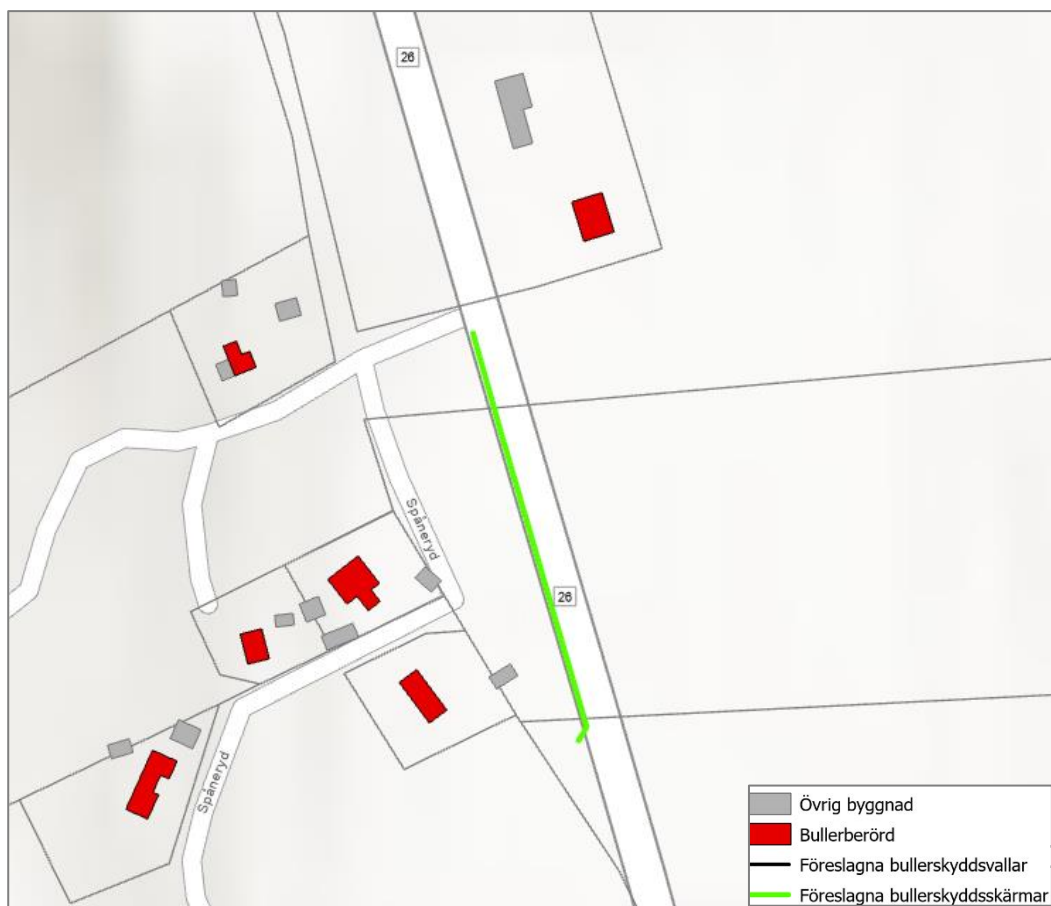 26
Spåneryd
26
Spåneryd
Övrig byggnad
Bullerberörd
Föreslagna bullerskyddsvallar
Föreslagna bullerskyddsskärmar